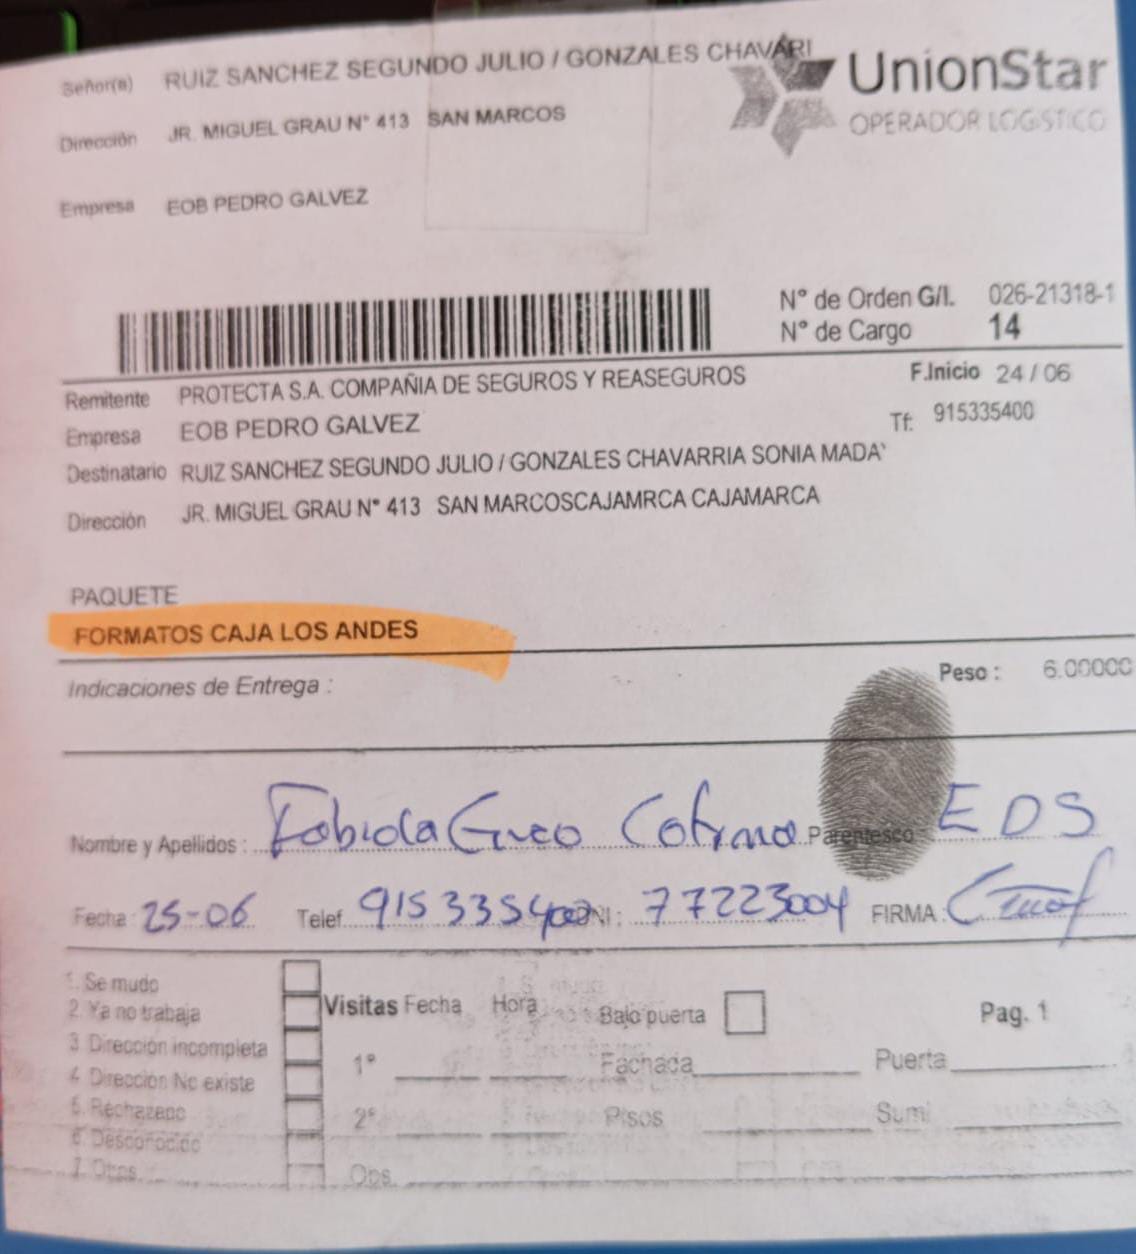 Señor(a) RUIZ SANCHEZ SEGUNDO JULIO / GONZALES CHAVARI
UnionStar
OPERADOR LOGISTICO
Dirección JR. MIGUEL GRAU N° 413 SAN MARCOS
Empresa EOB PEDRO GALVEZ
N° de Orden G/I. 026-21318-1
N° de Cargo 14
Remitente PROTECTA S.A. COMPAÑIA DE SEGUROS Y REASEGUROS F.Inicio 24 / 06
Empresa EOB PEDRO GALVEZ Tf: 915335400
Destinatario RUIZ SANCHEZ SEGUNDO JULIO / GONZALES CHAVARRIA SONIA MADA
Dirección JR. MIGUEL GRAU N° 413 SAN MARCOSCAJAMRCA CAJAMARCA
PAQUETE
FORMATOS CAJA LOS ANDES
Indicaciones de Entrega : Peso : 6.00000
Nombre y Apellidos : Fabiola Parentesco EDS
Fecha : 25-06 Telef. 915335400 DNI : 77223004 FIRMA :
1. Se mudo
2. Ya no trabaja
3 Dirección incompleta
4. Dirección No existe
5. Rechazado
6. Desconocido
7. Otros
Visitas Fecha Hora Bajo puerta Pag. 1
1° Fachada Puerta
2° Pisos Sumi
Obs.